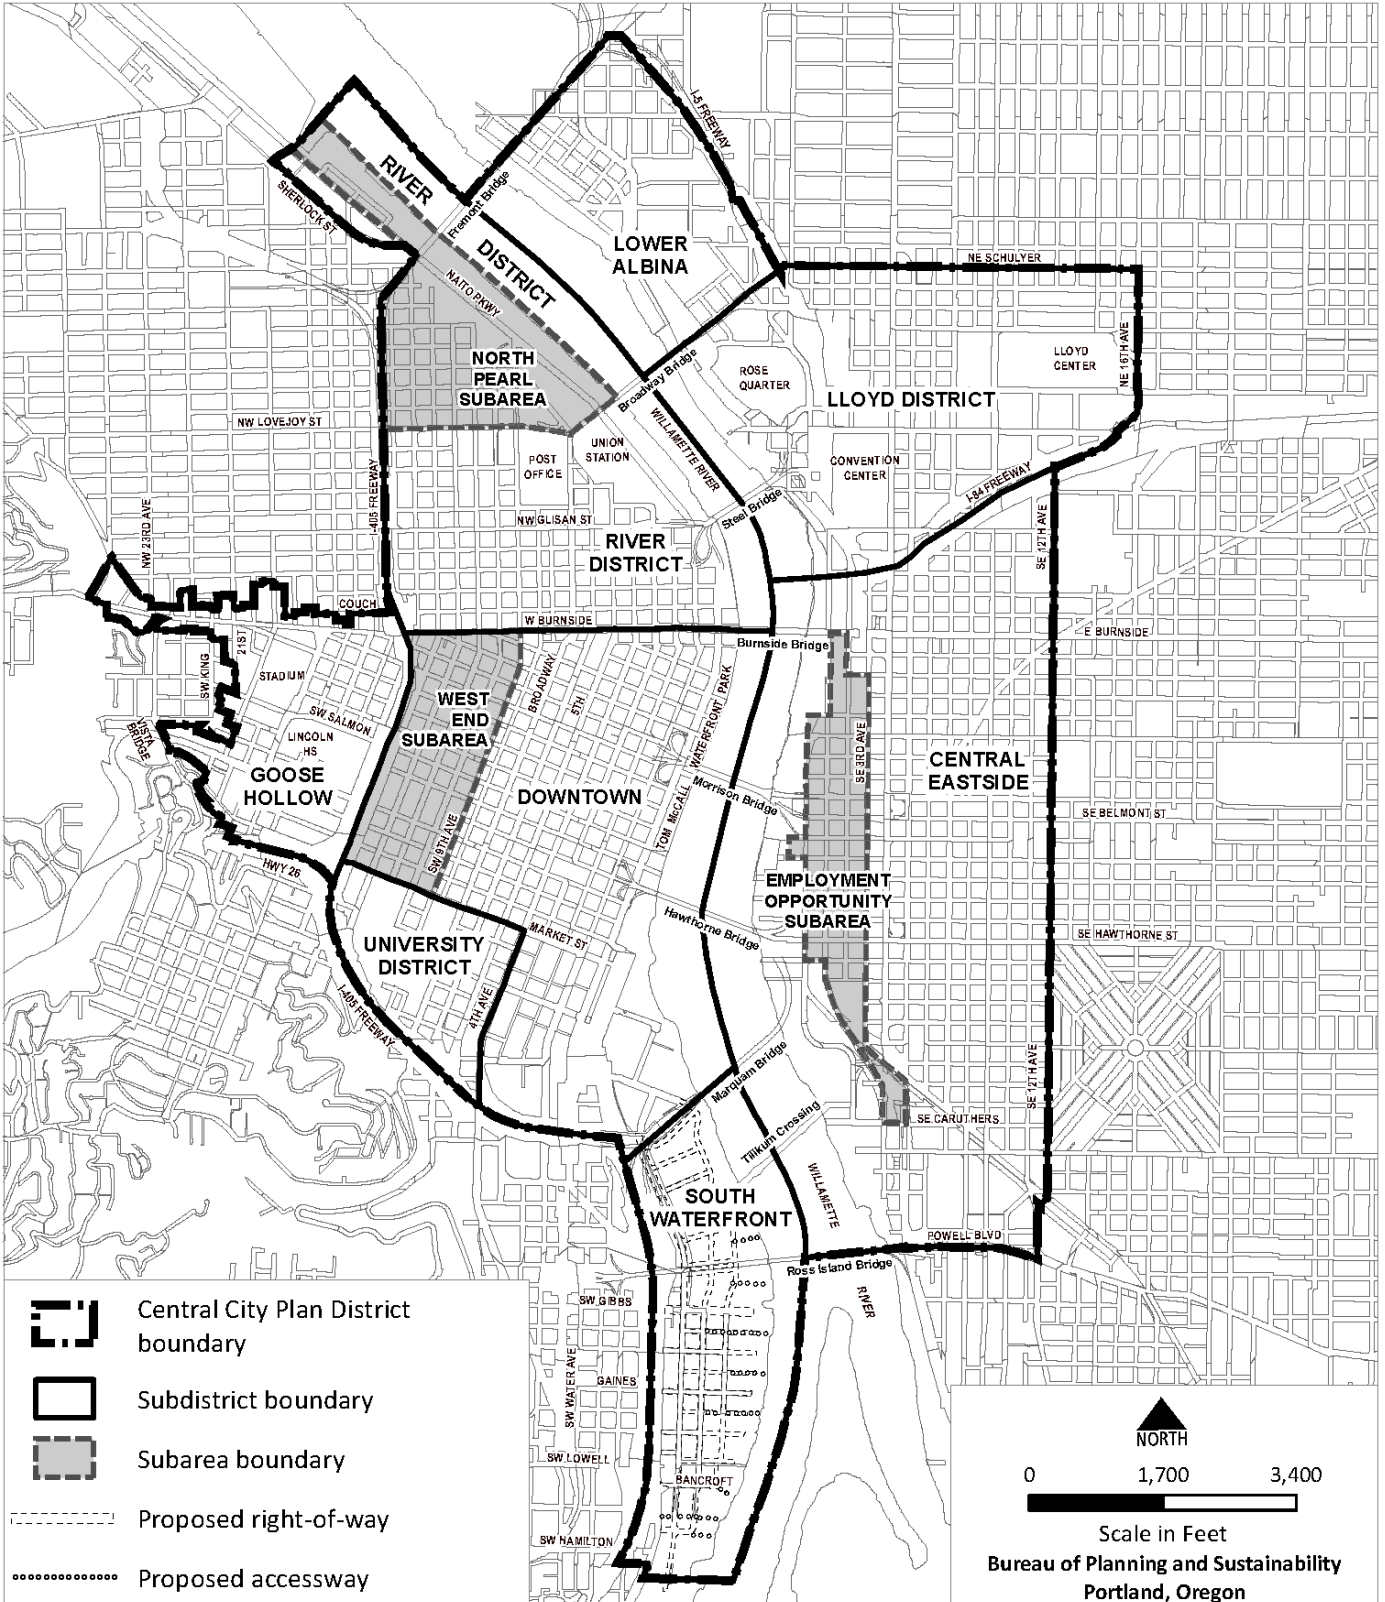 I-5 FREEWAY
RIVER
DISTRICT
SHERLOCK ST
Fremont Bridge
NAITO PKWY
LOWER
ALBINA
NE SCHULYER
NE 16TH AVE
LLOYD
CENTER
ROSE
QUARTER
NORTH
PEARL
SUBAREA
Broadway Bridge
LLOYD DISTRICT
WILLAMETTE RIVER
NW LOVEJOY ST
UNION
STATION
POST
OFFICE
CONVENTION
CENTER
I-84 FREEWAY
I-405 FREEWAY
NW 23RD AVE
NW GLISAN ST
Steel Bridge
SE 12TH AVE
RIVER
DISTRICT
COUCH
W BURNSIDE
Burnside Bridge
E BURNSIDE
21ST
SW KING
STADIUM
BROADWAY
5TH
WEST
END
SUBAREA
SW SALMON
LINCOLN
HS
VISTA
BRIDGE
TOM McCALL WATERFRONT PARK
SE 3RD AVE
CENTRAL
EASTSIDE
GOOSE
HOLLOW
DOWNTOWN
Morrison Bridge
SE BELMONT ST
SW 9TH AVE
HWY 26
EMPLOYMENT
OPPORTUNITY
SUBAREA
Hawthorne Bridge
MARKET ST
SE HAWTHORNE ST
UNIVERSITY
DISTRICT
I-405 FREEWAY
4TH AVE
Marquam Bridge
SE 12TH AVE
Tilikum Crossing
SE CARUTHERS
SOUTH
WATERFRONT
WILLAMETTE
POWELL BLVD
Ross Island Bridge
RIVER
SW GIBBS
SW WATER AVE
GAINES
SW LOWELL
BANCROFT
SW HAMILTON
Central City Plan District
boundary
Subdistrict boundary
Subarea boundary
Proposed right-of-way
Proposed accessway
NORTH
0 1,700 3,400
Scale in Feet
Bureau of Planning and Sustainability
Portland, Oregon